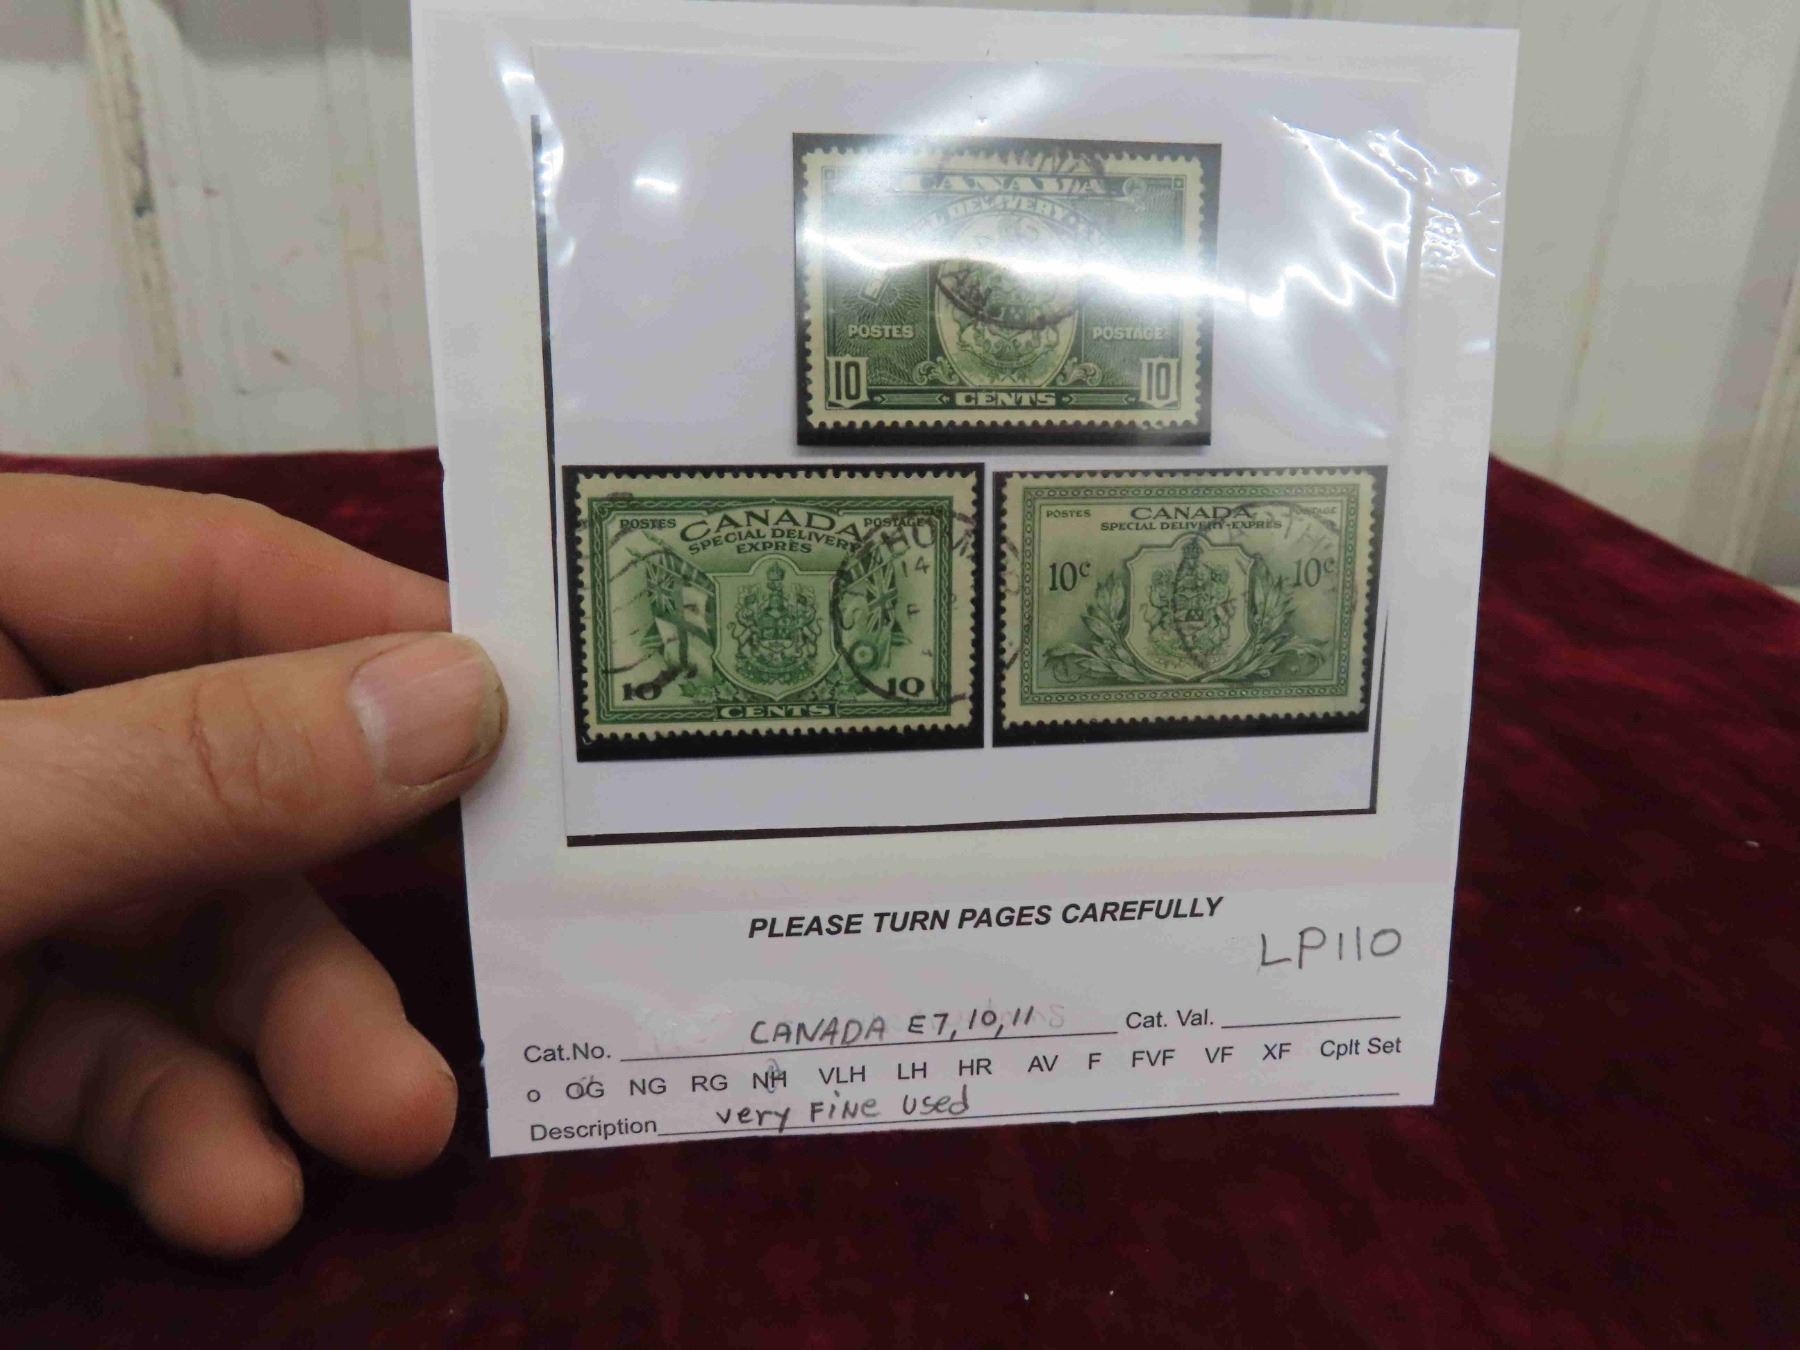 CANADA
DELIVERY
POSTES POSTAGE
10 10
CENTS
POSTES CANADA POSTAGE
SPECIAL DELIVERY
EXPRES
14
10 10
CENTS
POSTES CANADA POSTAGE
SPECIAL DELIVERY-EXPRES
10c 10c
PLEASE TURN PAGES CAREFULLY
LP110
Cat.No. CANADA E7,10,11 Cat. Val.
o OG NG RG NH VLH LH HR AV F FVF VF XF Cplt Set
Description very FINE used